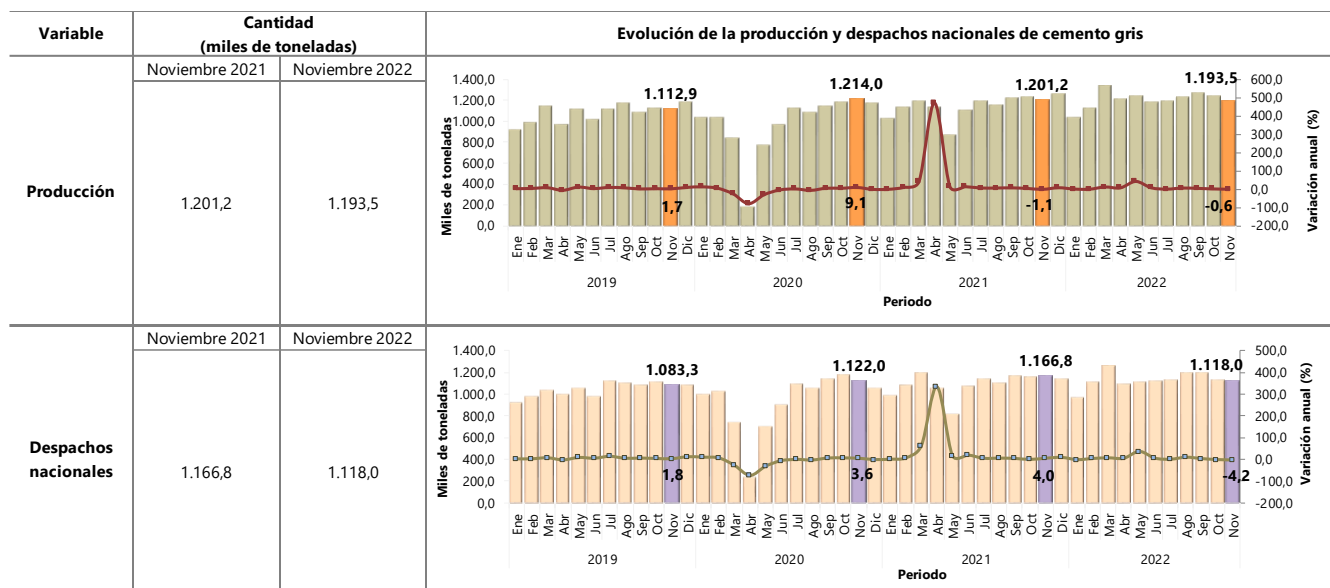 Variable
Cantidad
(miles de toneladas)
Evolución de la producción y despachos nacionales de cemento gris
Producción
Noviembre 2021
Noviembre 2022
1.201,2
1.193,5
Miles de toneladas
1.400,0
1.200,0
1.000,0
800,0
600,0
400,0
200,0
0,0
1.112,9
1.214,0
1.201,2
1.193,5
1,7
9,1
-1,1
-0,6
600,0
500,0
400,0
300,0
200,0
100,0
0,0
-100,0
-200,0
Variación anual (%)
Ene Feb Mar Abr May Jun Jul Ago Sep Oct Nov Dic Ene Feb Mar Abr May Jun Jul Ago Sep Oct Nov Dic Ene Feb Mar Abr May Jun Jul Ago Sep Oct Nov Dic Ene Feb Mar Abr May Jun Jul Ago Sep Oct Nov
2019 2020 2021 2022
Periodo
Despachos
nacionales
Noviembre 2021
Noviembre 2022
1.166,8
1.118,0
Miles de toneladas
1.400,0
1.200,0
1.000,0
800,0
600,0
400,0
200,0
0,0
1.083,3
1.122,0
1.166,8
1.118,0
1,8
3,6
4,0
-4,2
500,0
400,0
300,0
200,0
100,0
0,0
-100,0
-200,0
Variación anual (%)
Ene Feb Mar Abr May Jun Jul Ago Sep Oct Nov Dic Ene Feb Mar Abr May Jun Jul Ago Sep Oct Nov Dic Ene Feb Mar Abr May Jun Jul Ago Sep Oct Nov Dic Ene Feb Mar Abr May Jun Jul Ago Sep Oct Nov
2019 2020 2021 2022
Periodo